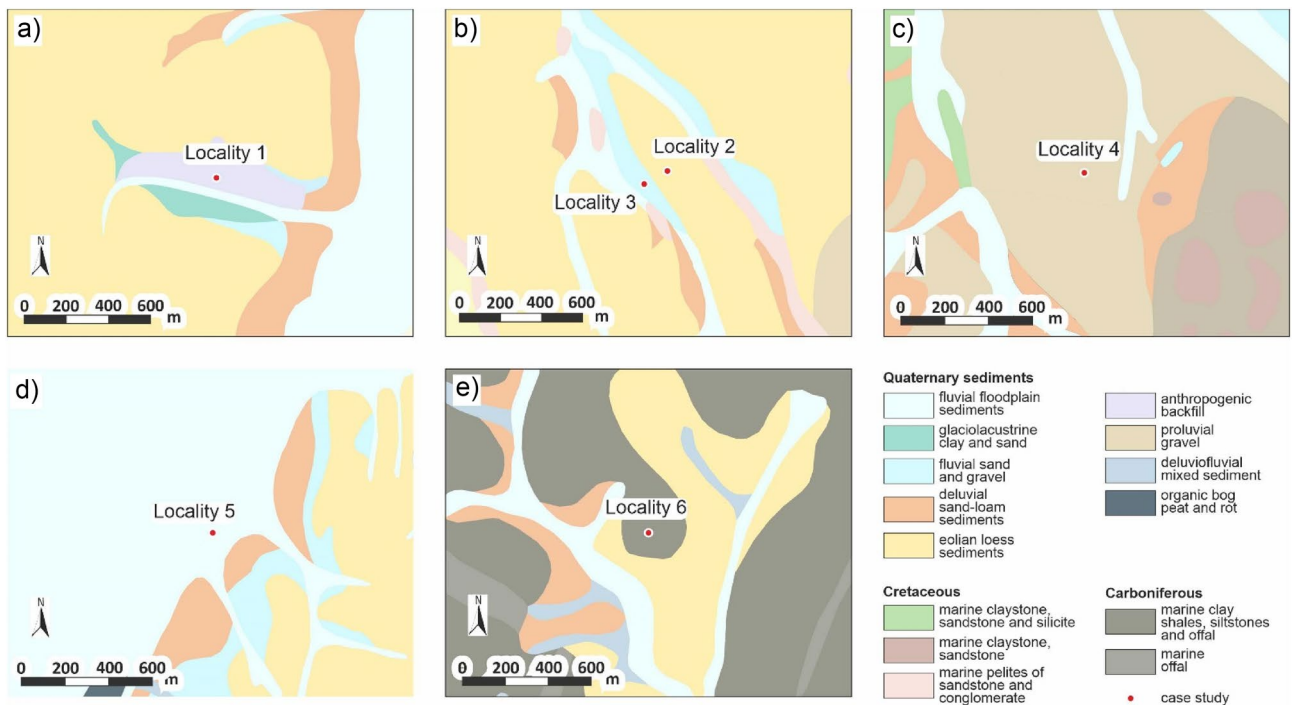 a)
Locality 1
N
0 200 400 600
m
b)
Locality 2
Locality 3
N
0 200 400 600
m
c)
Locality 4
N
0 200 400 600
m
d)
Locality 5
N
0 200 400 600
m
e)
Locality 6
N
0 200 400 600
m
Quaternary sediments
fluvial floodplain
sediments
glaciolacustrine
clay and sand
fluvial sand
and gravel
deluvial
sand-loam
sediments
eolian loess
sediments
anthropogenic
backfill
proluvial
gravel
deluviofluvial
mixed sediment
organic bog
peat and rot
Cretaceous
marine claystone,
sandstone and silicite
marine claystone,
sandstone
marine pelites of
sandstone and
conglomerate
Carboniferous
marine clay
shales, siltstones
and offal
marine
offal
case study